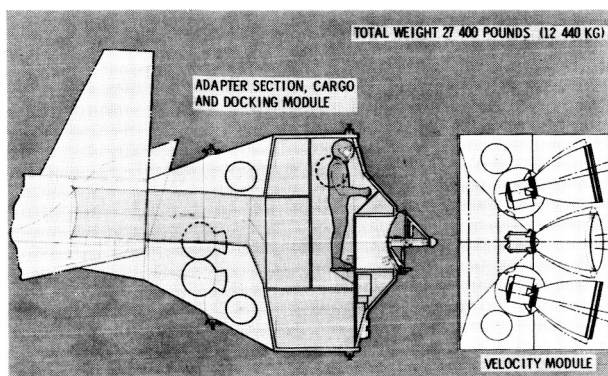 TOTAL WEIGHT 27 400 POUNDS (12 440 KG)
ADAPTER SECTION, CARGO
AND DOCKING MODULE
VELOCITY MODULE